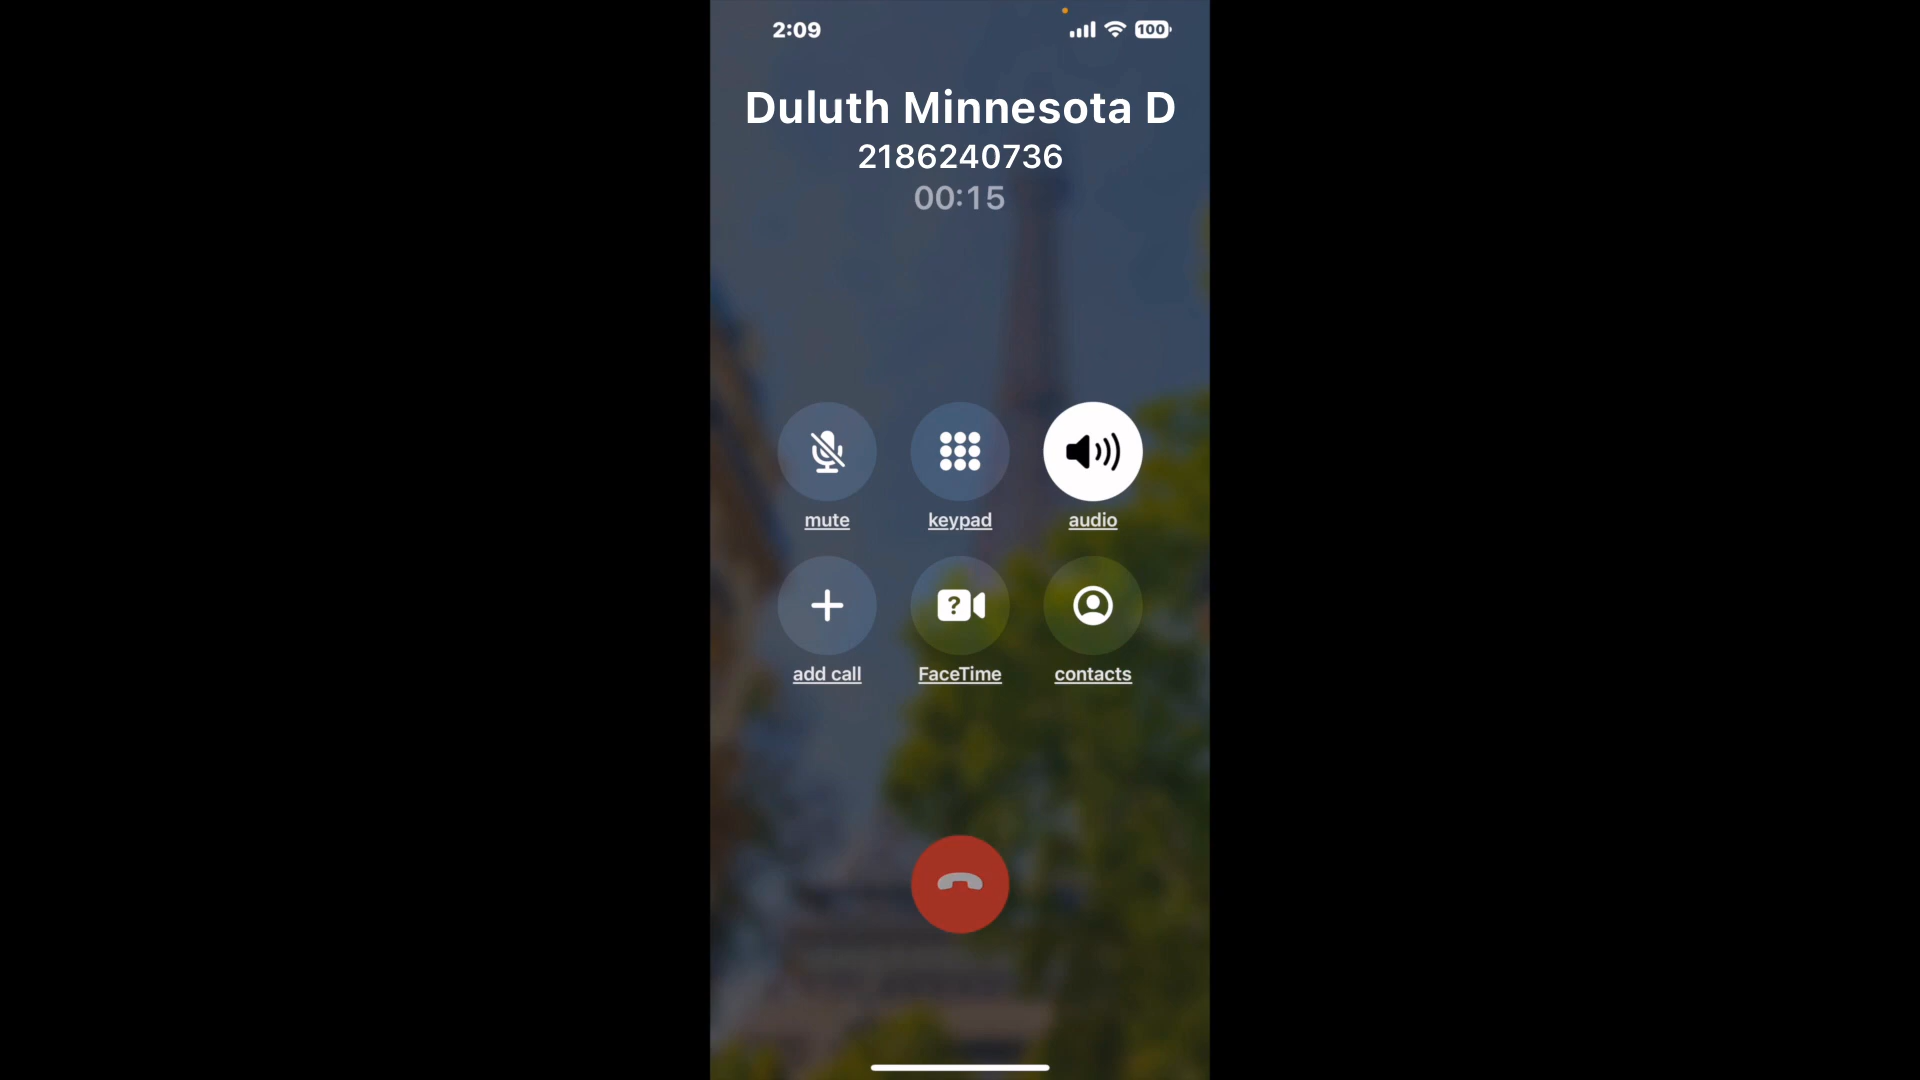 2:09
100
Duluth Minnesota D
2186240736
00:15
mute keypad audio
?
add call FaceTime contacts